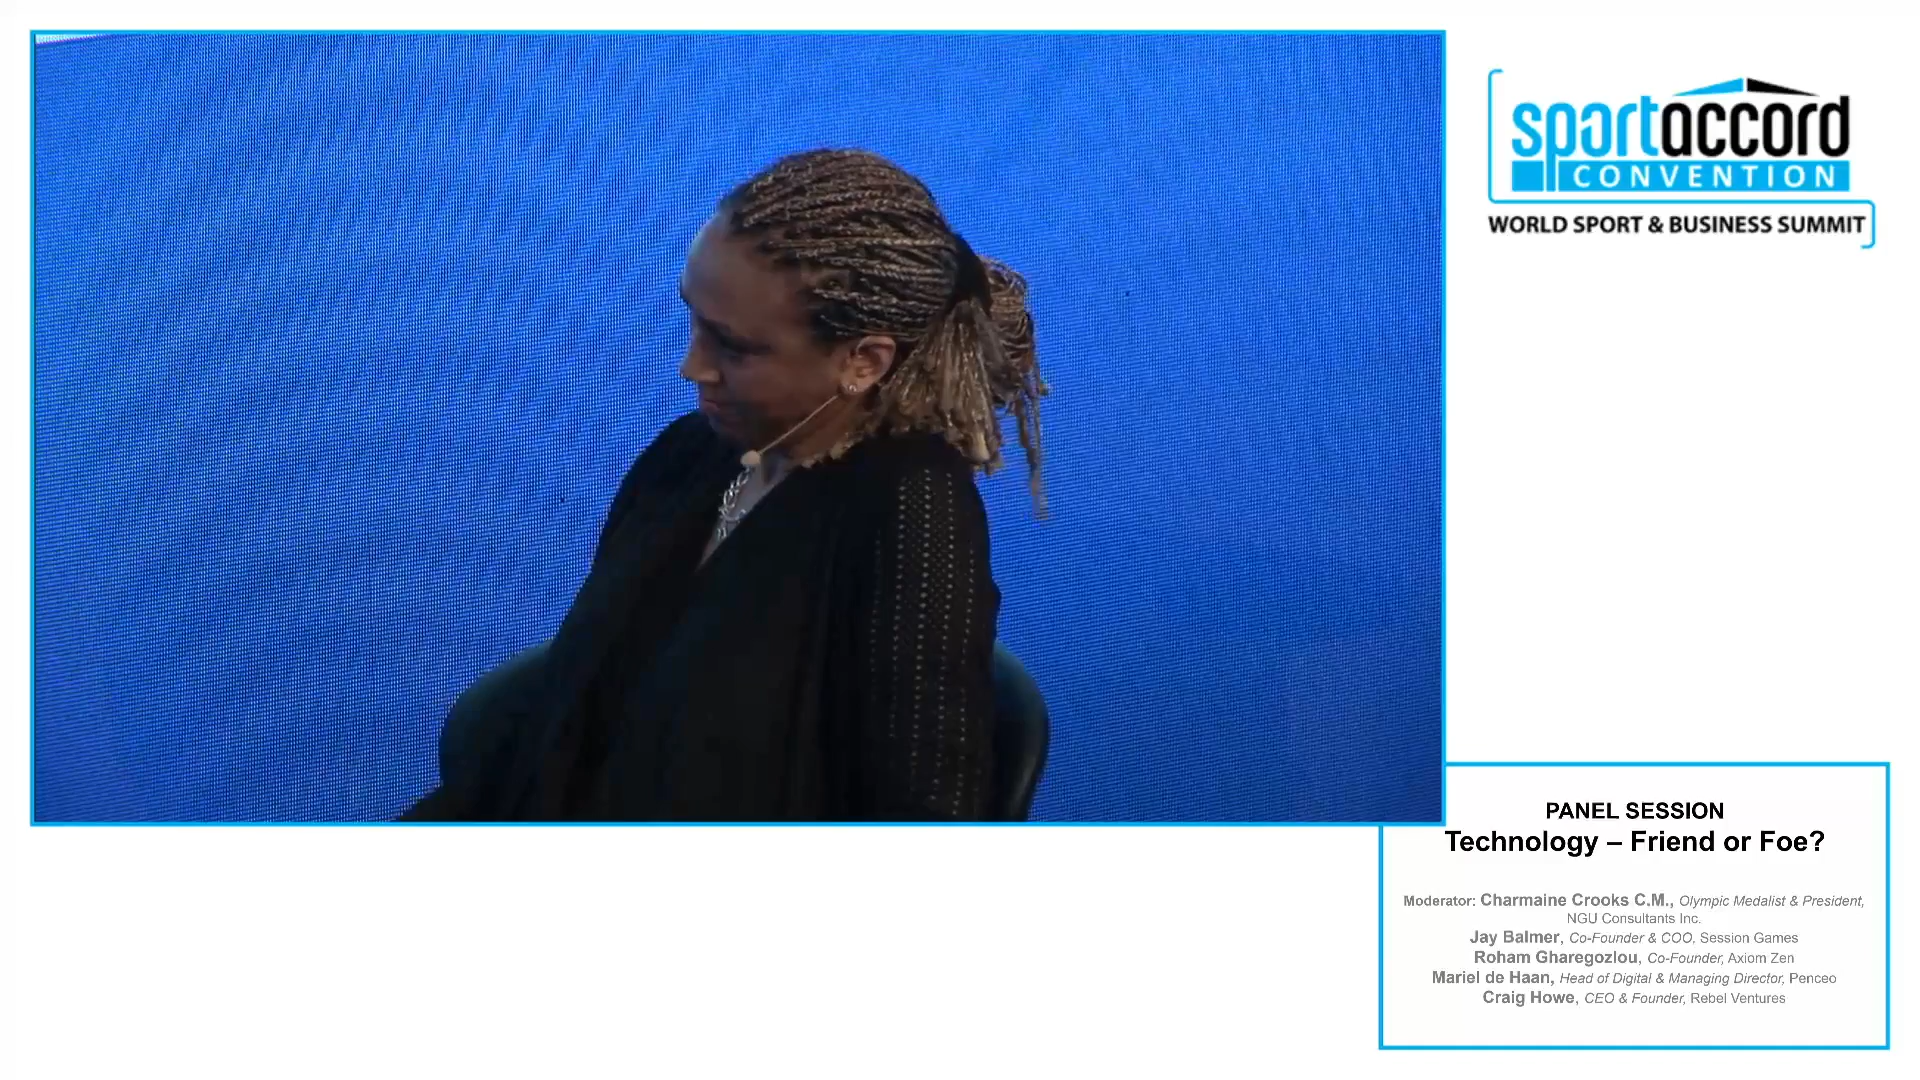 sportaccord
CONVENTION
WORLD SPORT & BUSINESS SUMMIT
PANEL SESSION
Technology – Friend or Foe?
Moderator: Charmaine Crooks C.M., Olympic Medalist & President,
NGU Consultants Inc.
Jay Balmer, Co-Founder & COO, Session Games
Roham Gharegozlou, Co-Founder, Axiom Zen
Mariel de Haan, Head of Digital & Managing Director, Penceo
Craig Howe, CEO & Founder, Rebel Ventures